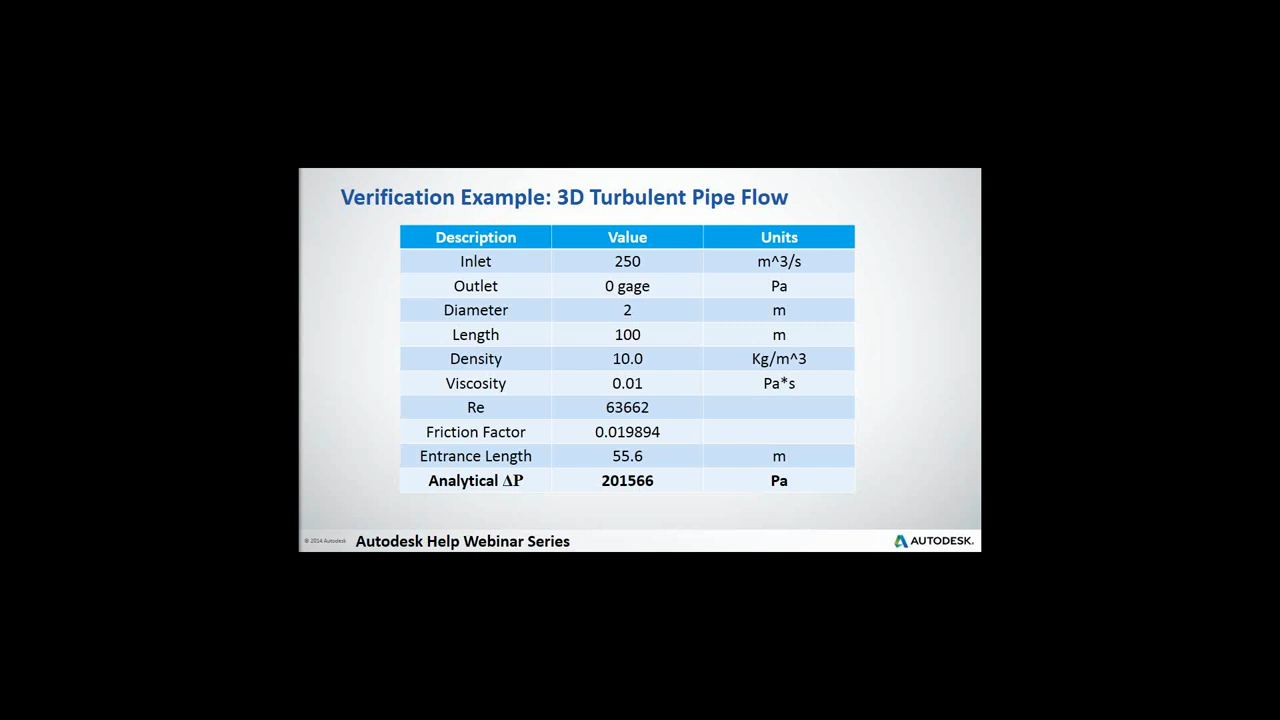 Verification Example: 3D Turbulent Pipe Flow
Description Value Units
Inlet 250 m^3/s
Outlet 0 gage Pa
Diameter 2 m
Length 100 m
Density 10.0 Kg/m^3
Viscosity 0.01 Pa*s
Re 63662
Friction Factor 0.019894
Entrance Length 55.6 m
Analytical ΔP 201566 Pa
© 2014 Autodesk Autodesk Help Webinar Series AUTODESK.